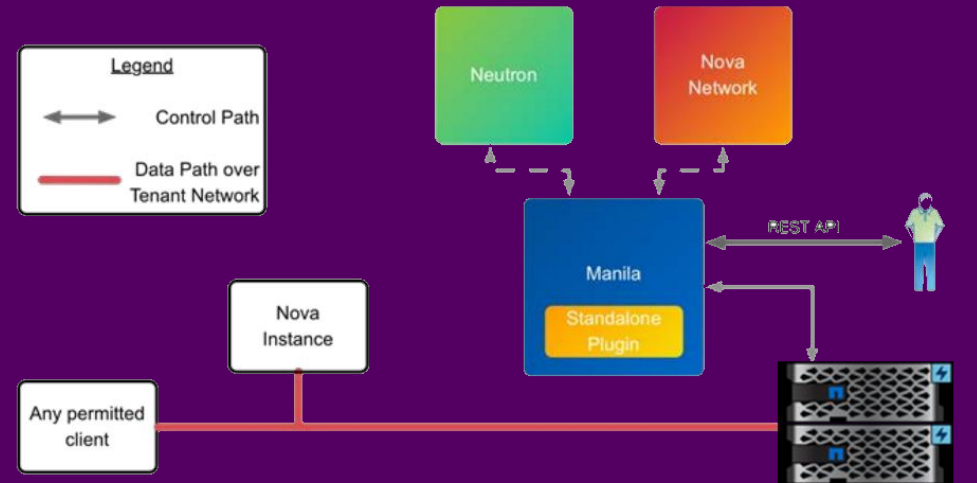 Legend
Control Path
Data Path over
Tenant Network
Neutron
Nova
Network
REST API
Manila
Standalone
Plugin
Nova
Instance
Any permitted
client